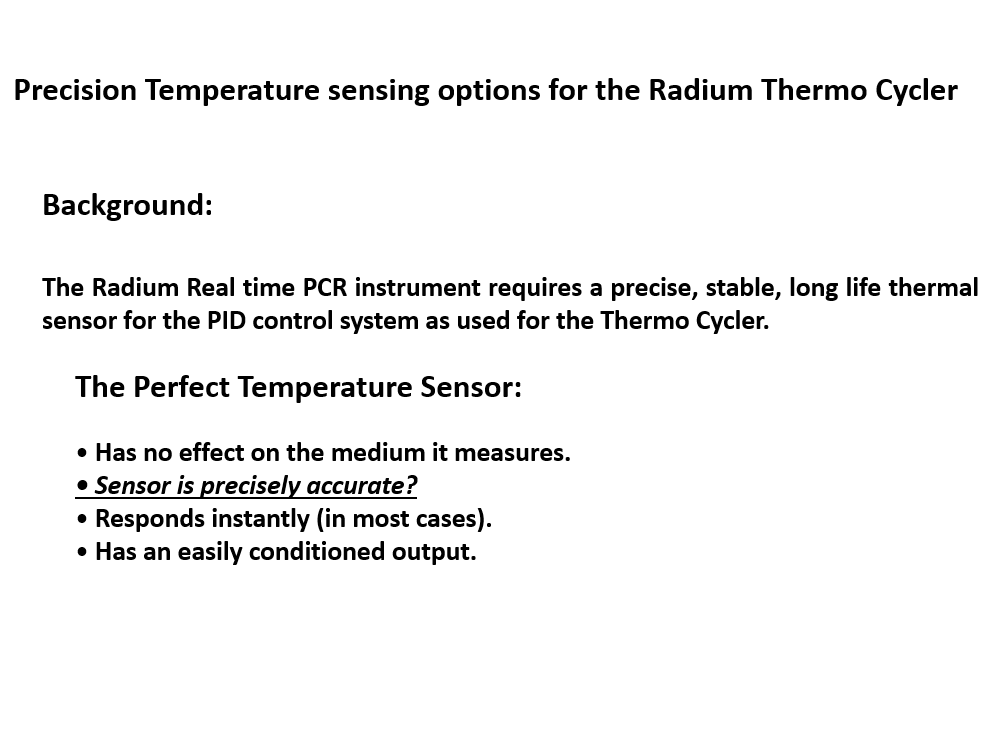 Precision Temperature sensing options for the Radium Thermo Cycler
Background:
The Radium Real time PCR instrument requires a precise, stable, long life thermal
sensor for the PID control system as used for the Thermo Cycler.
The Perfect Temperature Sensor:
• Has no effect on the medium it measures.
• Sensor is precisely accurate?
• Responds instantly (in most cases).
• Has an easily conditioned output.